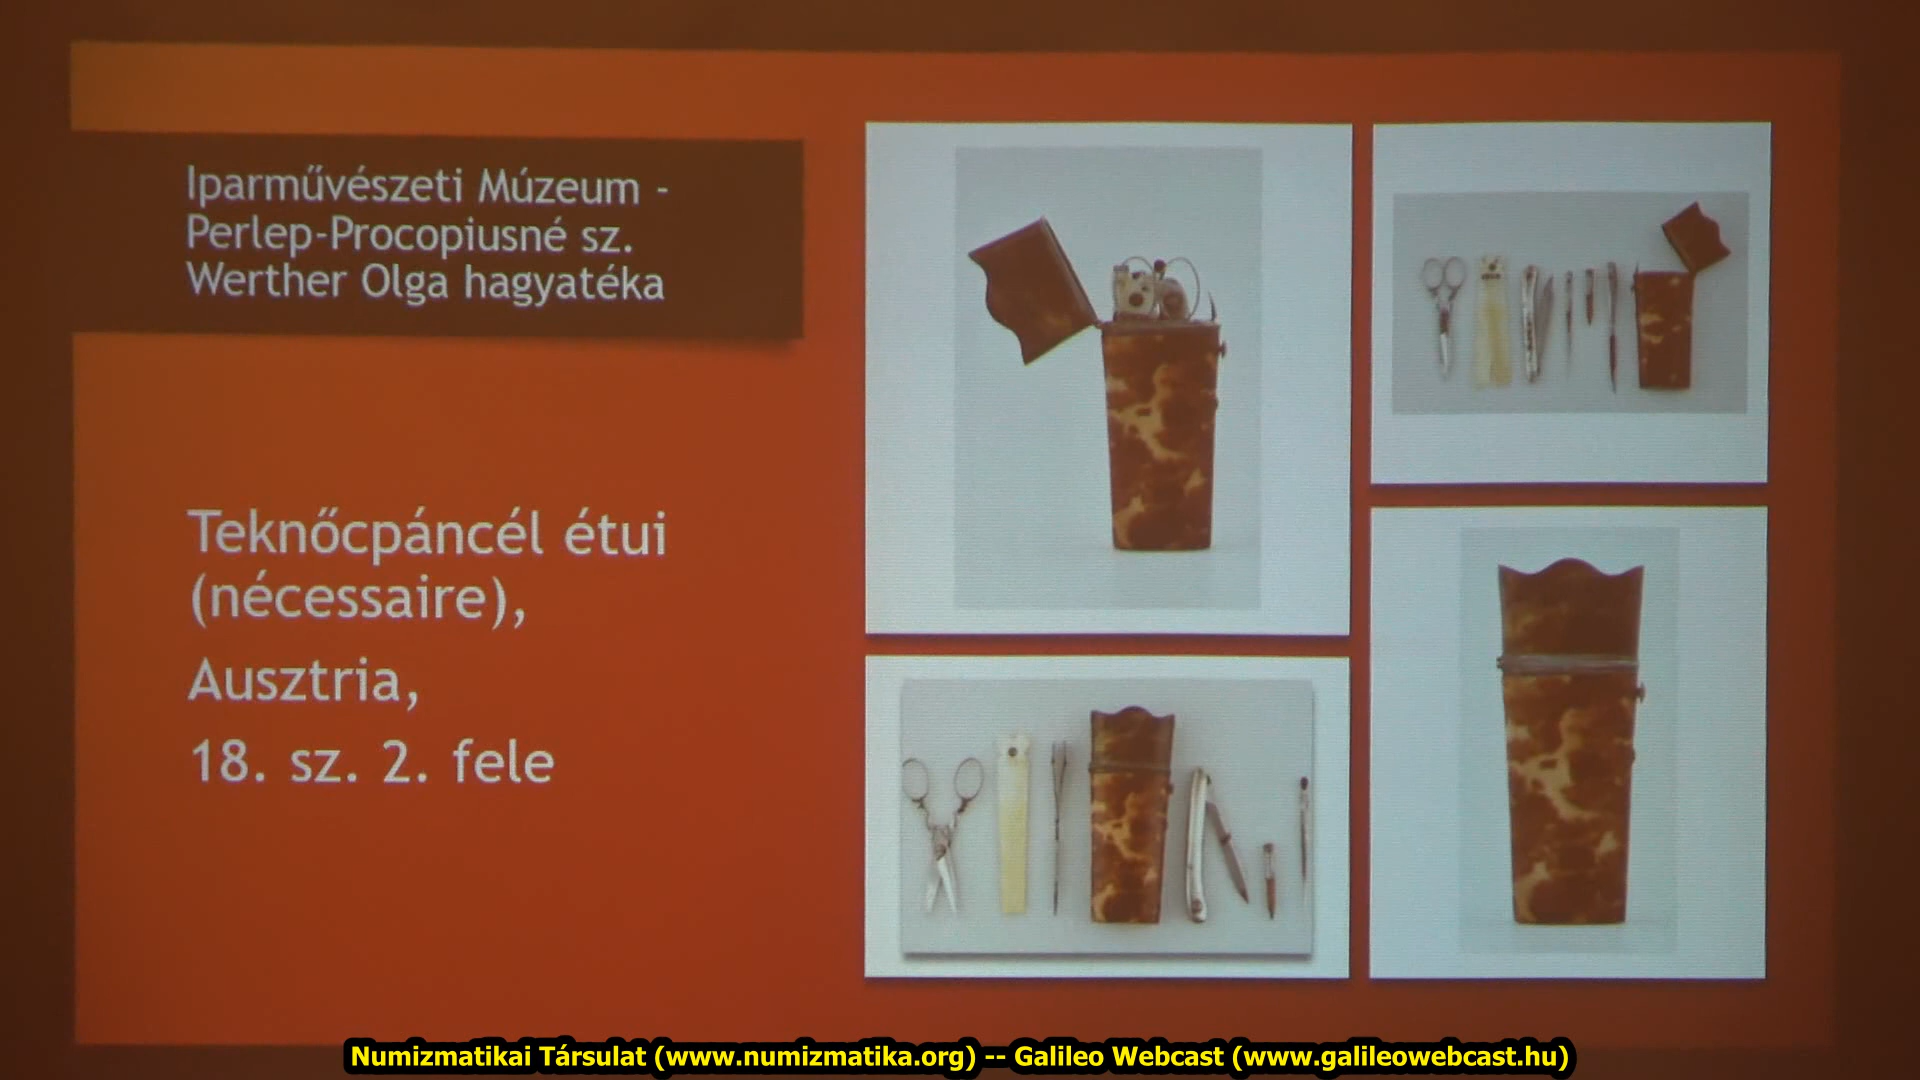 Iparművészeti Múzeum -
Perlep-Procopiusné sz.
Werther Olga hagyatéka
Teknőcpáncél étui
(nécessaire),
Ausztria,
18. sz. 2. fele
Numizmatikai Társulat (www.numizmatika.org) -- Galileo Webcast (www.galileowebcast.hu)